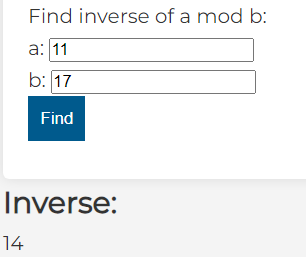 Find inverse of a mod b:
a: 11
b: 17
Find
Inverse:
14